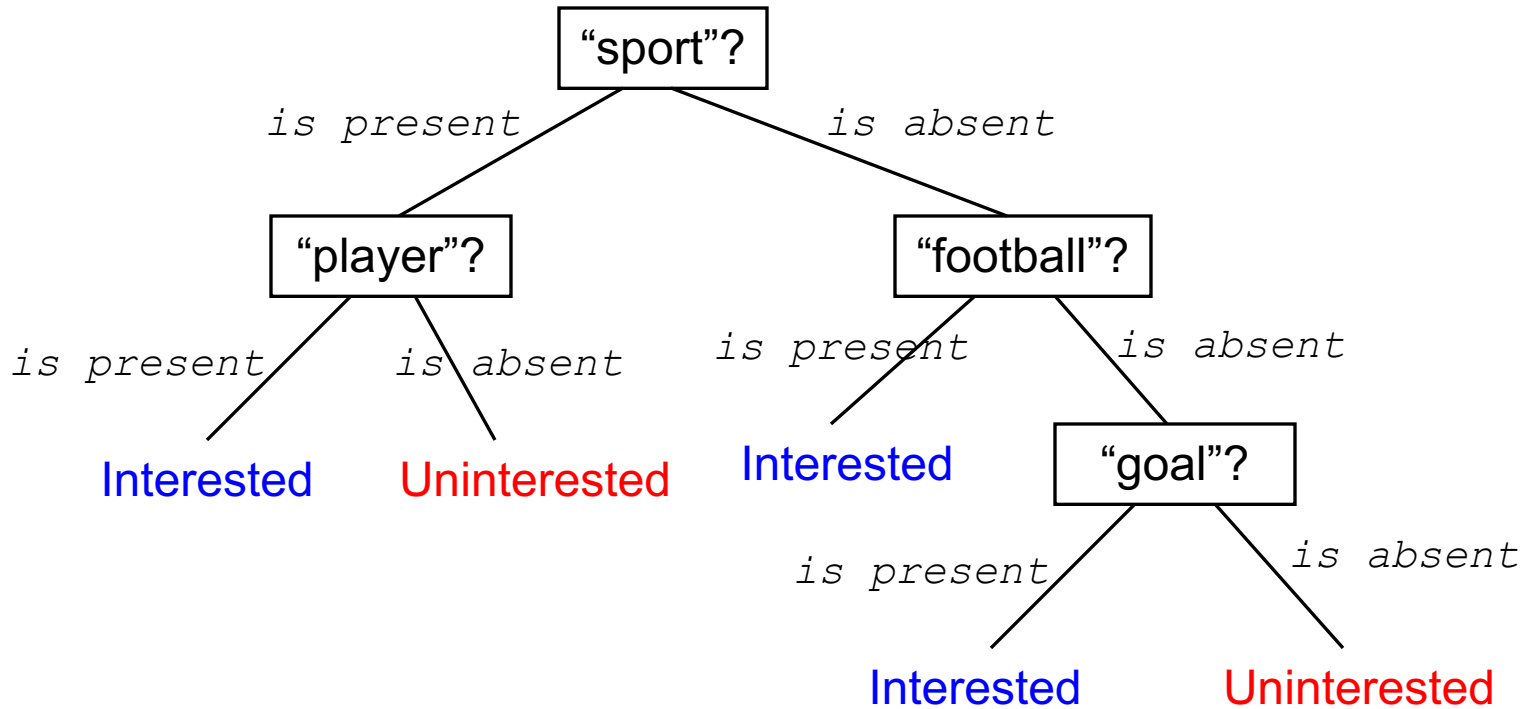 “sport”?
is present
is absent
“player”?
“football”?
is present
is absent
is present
is absent
Interested
Uninterested
Interested
“goal”?
is present
is absent
Interested
Uninterested